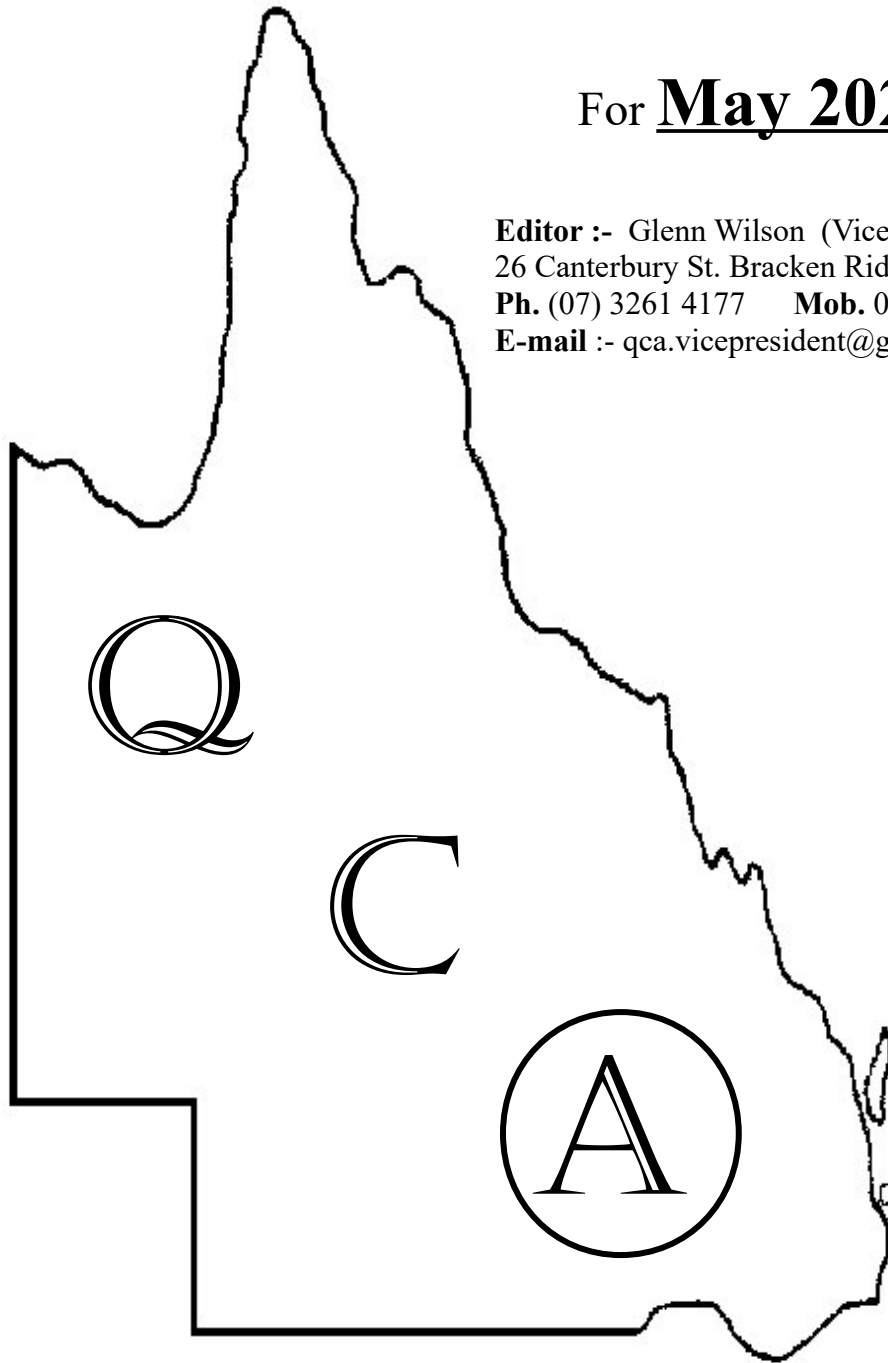 For May 202
Editor :- Glenn Wilson (Vice
26 Canterbury St. Bracken Rid
Ph. (07) 3261 4177 Mob. 0
E-mail :- qca.vicepresident@g
Q
C
A